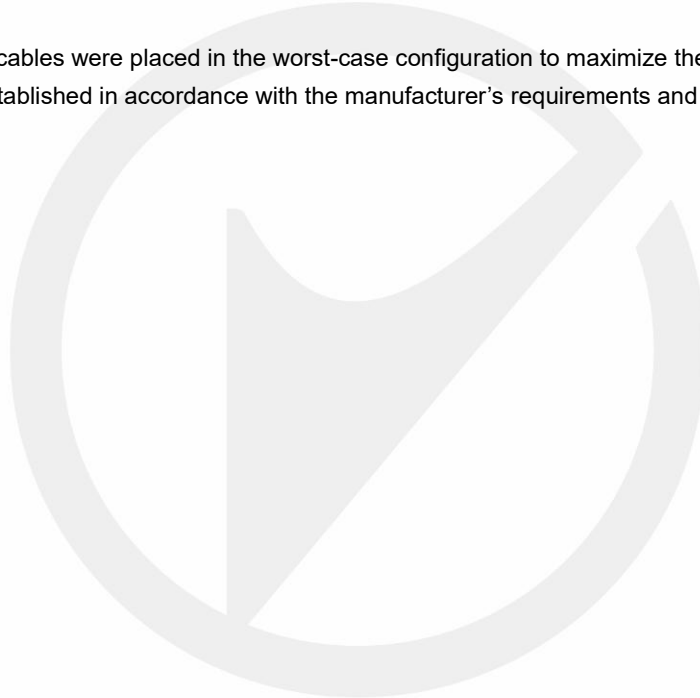 cables were placed in the worst-case configuration to maximize the
tablished in accordance with the manufacturer’s requirements and